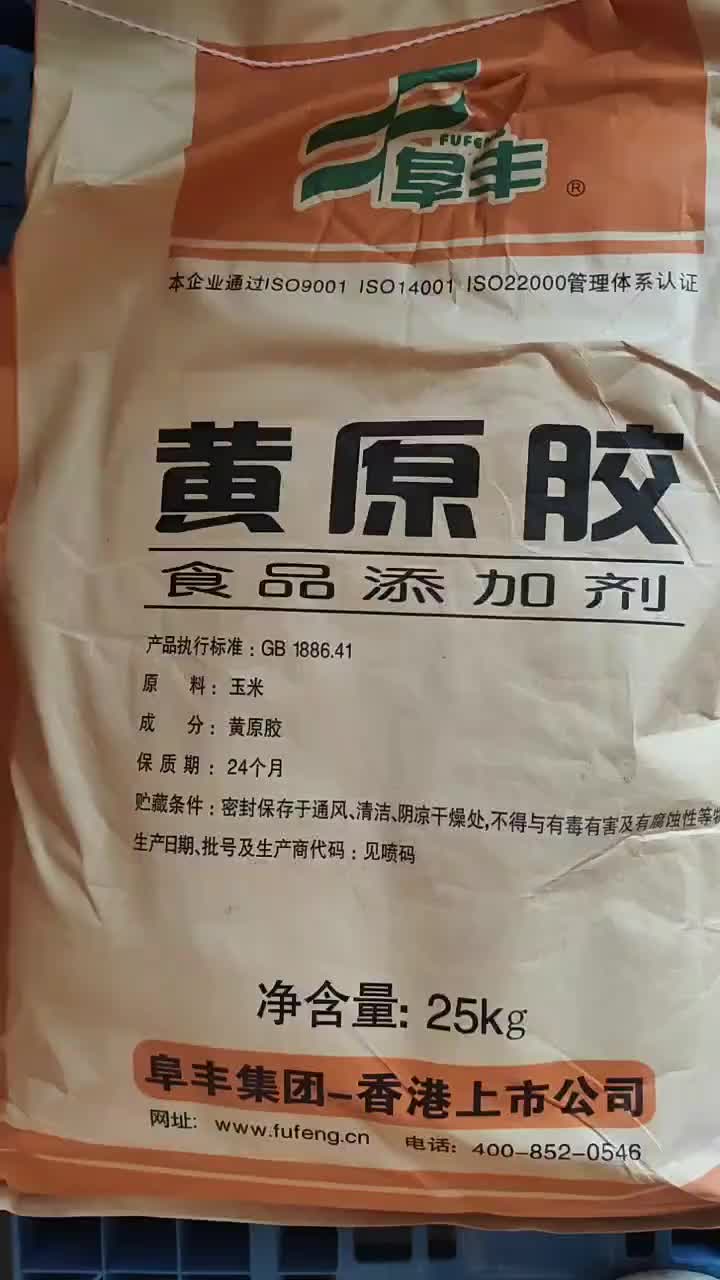 FUFENG
阜丰®
本企业通过ISO9001 ISO14001 ISO22000管理体系认证
黄原胶
食品添加剂
产品执行标准：GB 1886.41
原 料：玉米
成 分：黄原胶
保质期：24个月
贮藏条件：密封保存于通风、清洁、阴凉干燥处,不得与有毒有害及有腐蚀性等
生产日期、批号及生产商代码：见喷码
净含量: 25kg
阜丰集团-香港上市公司
网址: www.fufeng.cn 电话: 400-852-0546